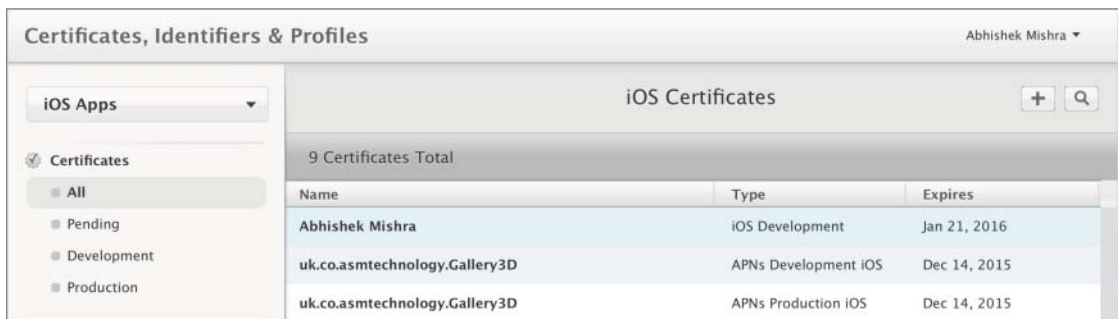 Certificates, Identifiers & Profiles
Abhishek Mishra
iOS Apps
iOS Certificates
Certificates
9 Certificates Total
All
Pending
Development
Production
Name Type Expires
Abhishek Mishra iOS Development Jan 21, 2016
uk.co.asmtechnology.Gallery3D APNs Development iOS Dec 14, 2015
uk.co.asmtechnology.Gallery3D APNs Production iOS Dec 14, 2015